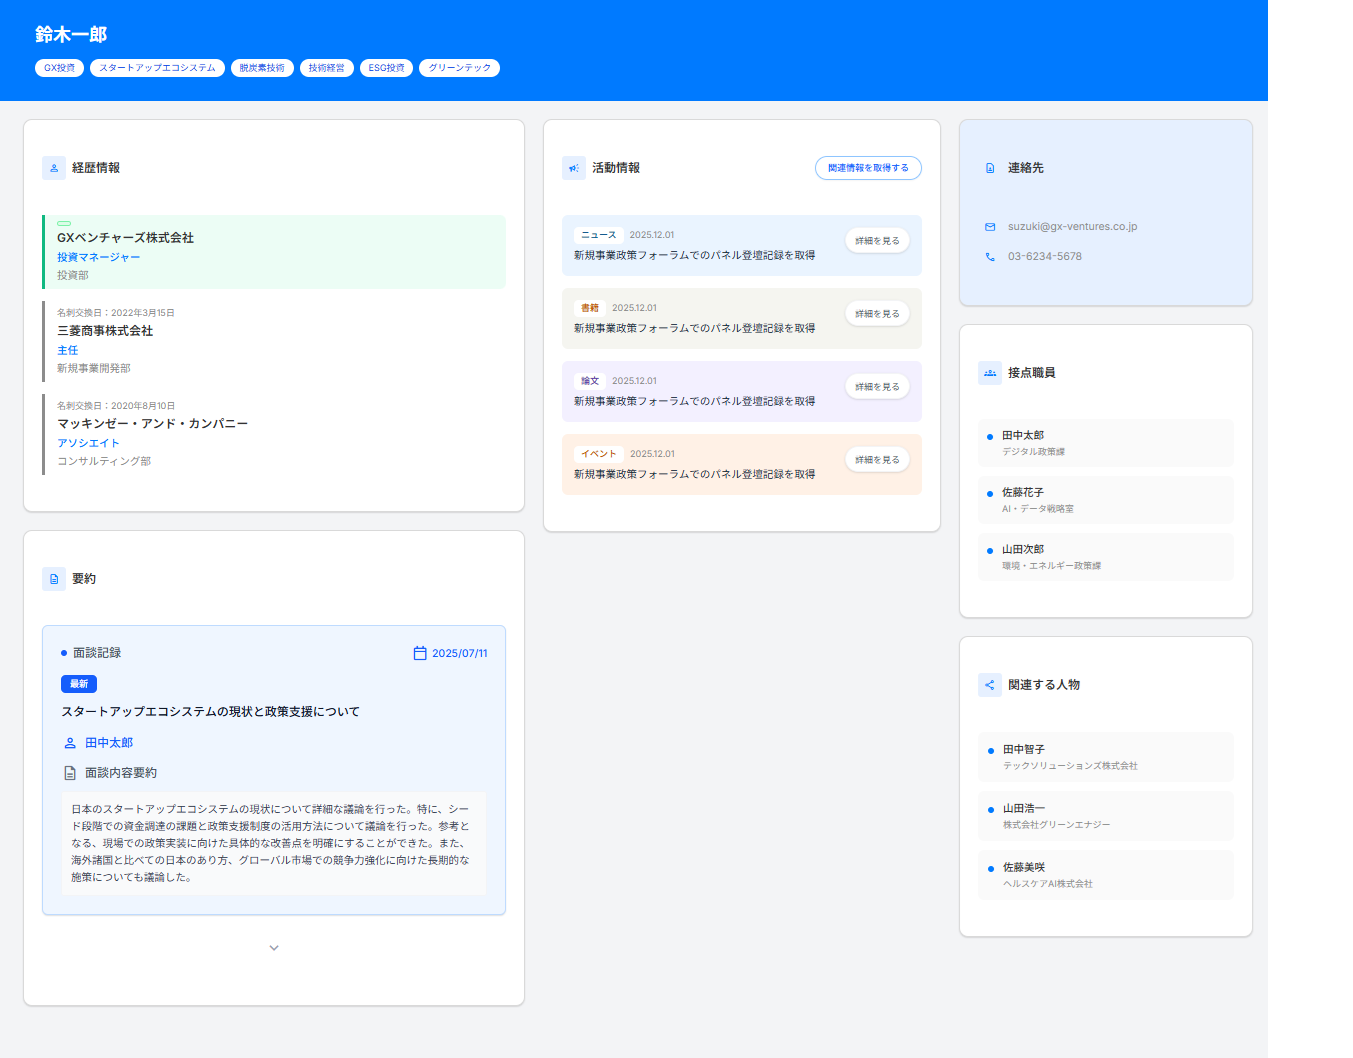 鈴木一郎
GX投資 スタートアップエコシステム 脱炭素技術 技術経営 ESG投資 グリーンテック
経歴情報
GXベンチャーズ株式会社
投資マネージャー
投資部
名刺交換日：2022年3月15日
三菱商事株式会社
主任
新規事業開発部
名刺交換日：2020年8月10日
マッキンゼー・アンド・カンパニー
アソシエイト
コンサルティング部
要約
面談記録 2025/07/11
最新
スタートアップエコシステムの現状と政策支援について
田中太郎
面談内容要約
日本のスタートアップエコシステムの現状について詳細な議論を行った。特に、シー
ド段階での資金調達の課題と政策支援制度の活用方法について議論を行った。参考と
なる、現場での政策実装に向けた具体的な改善点を明確にすることができた。また、
海外諸国と比べての日本のあり方、グローバル市場での競争力強化に向けた長期的な
施策についても議論した。
活動情報 関連情報を取得する
ニュース 2025.12.01
新規事業政策フォーラムでのパネル登壇記録を取得
詳細を見る
書籍 2025.12.01
新規事業政策フォーラムでのパネル登壇記録を取得
詳細を見る
論文 2025.12.01
新規事業政策フォーラムでのパネル登壇記録を取得
詳細を見る
イベント 2025.12.01
新規事業政策フォーラムでのパネル登壇記録を取得
詳細を見る
連絡先
suzuki@gx-ventures.co.jp
03-6234-5678
接点職員
田中太郎
デジタル政策課
佐藤花子
AI・データ戦略室
山田次郎
環境・エネルギー政策課
関連する人物
田中智子
テックソリューションズ株式会社
山田浩一
株式会社グリーンエナジー
佐藤美咲
ヘルスケアAI株式会社